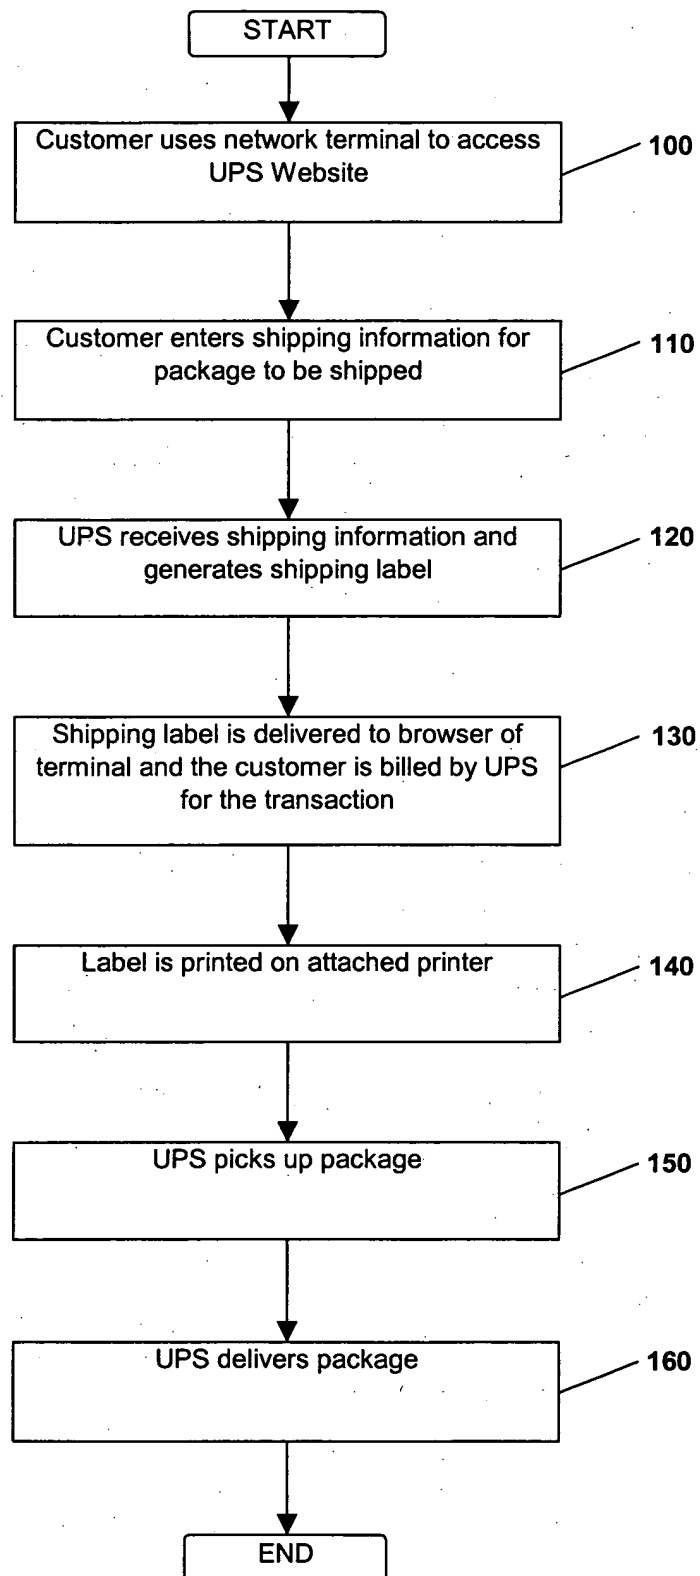 START
Customer uses network terminal to access
UPS Website
100
Customer enters shipping information for
package to be shipped
110
UPS receives shipping information and
generates shipping label
120
Shipping label is delivered to browser of
terminal and the customer is billed by UPS
for the transaction
130
Label is printed on attached printer
140
UPS picks up package
150
UPS delivers package
160
END